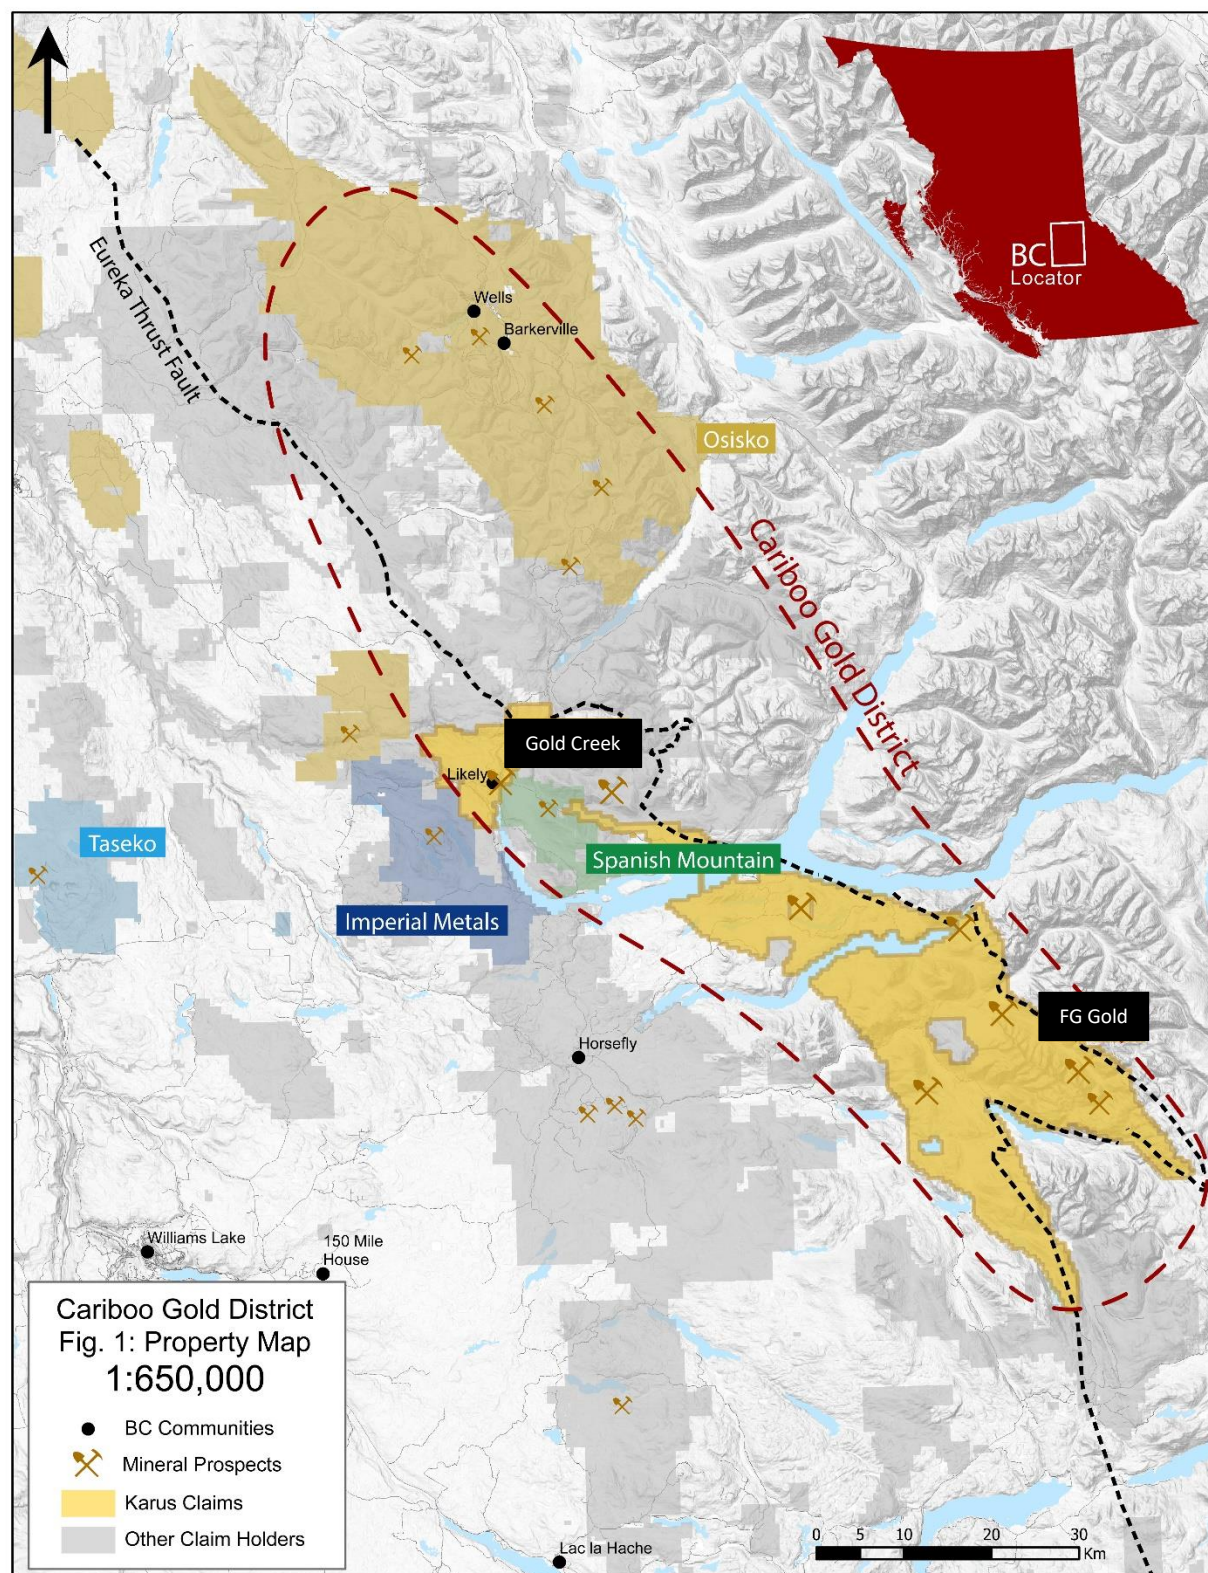 BC
Locator
Eureka Thrust Fault
Wells
Barkerville
Osisko
Cariboo Gold District
Gold Creek
Likely
Taseko
Spanish Mountain
Imperial Metals
FG Gold
Horsefly
Williams Lake
150 Mile
House
Cariboo Gold District
Fig. 1: Property Map
1:650,000
BC Communities
Mineral Prospects
Karus Claims
Other Claim Holders
Lac la Hache
0 5 10 20 30
Km